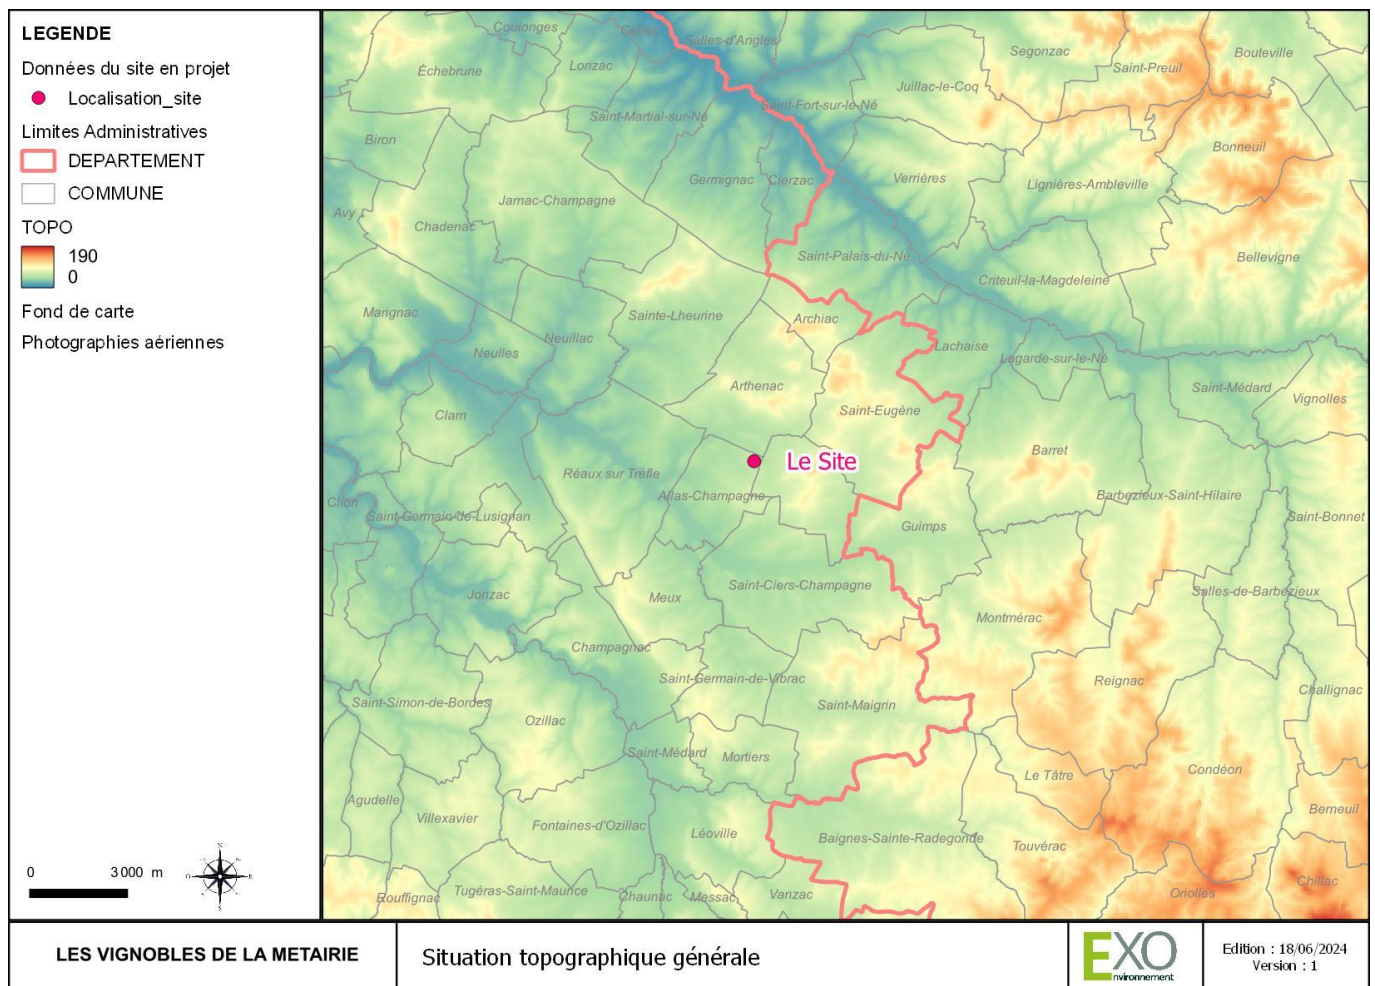 LEGENDE
Données du site en projet
Localisation_site
Limites Administratives
DEPARTEMENT
COMMUNE
TOPO
190
0
Fond de carte
Photographies aériennes
0 3 000 m
N
O E
S
Coulonges
Celles
Salles-d'Angles
Segonzac
Bouteville
Échebrune
Lonzac
Saint-Preuil
Juillac-le-Coq
Saint-Martial-sur-Né
Saint-Fort-sur-le-Né
Biron
Bonneuil
Germignac
Cierzac
Verrières
Lignières-Ambleville
Jarnac-Champagne
Avy
Chadenac
Saint-Palais-du-Né
Bellevigne
Criteuil-la-Magdeleine
Marignac
Sainte-Lheurine
Archiac
Neuillac
Neulles
Lachaise
Lagarde-sur-le-Né
Arthenac
Saint-Médard
Vignolles
Clam
Saint-Eugène
Barret
Le Site
Réaux sur Trèfle
Allas-Champagne
Barbezieux-Saint-Hilaire
Clion
Saint-Germain-de-Lusignan
Guimps
Saint-Bonnet
Saint-Ciers-Champagne
Jonzac
Meux
Salles-de-Barbezieux
Montmérac
Champagnac
Saint-Germain-de-Vibrac
Reignac
Challignac
Saint-Simon-de-Bordes
Saint-Maigrin
Ozillac
Saint-Médard
Mortiers
Condéon
Le Tâtre
Agudelle
Berneuil
Villexavier
Fontaines-d'Ozillac
Léoville
Baignes-Sainte-Radegonde
Touvérac
Chillac
Rouffignac
Tugéras-Saint-Maurice
Chaunac
Messac
Vanzac
Oriolles
LES VIGNOBLES DE LA METAIRIE
Situation topographique générale
EXO
nvironnement
Edition : 18/06/2024
Version : 1